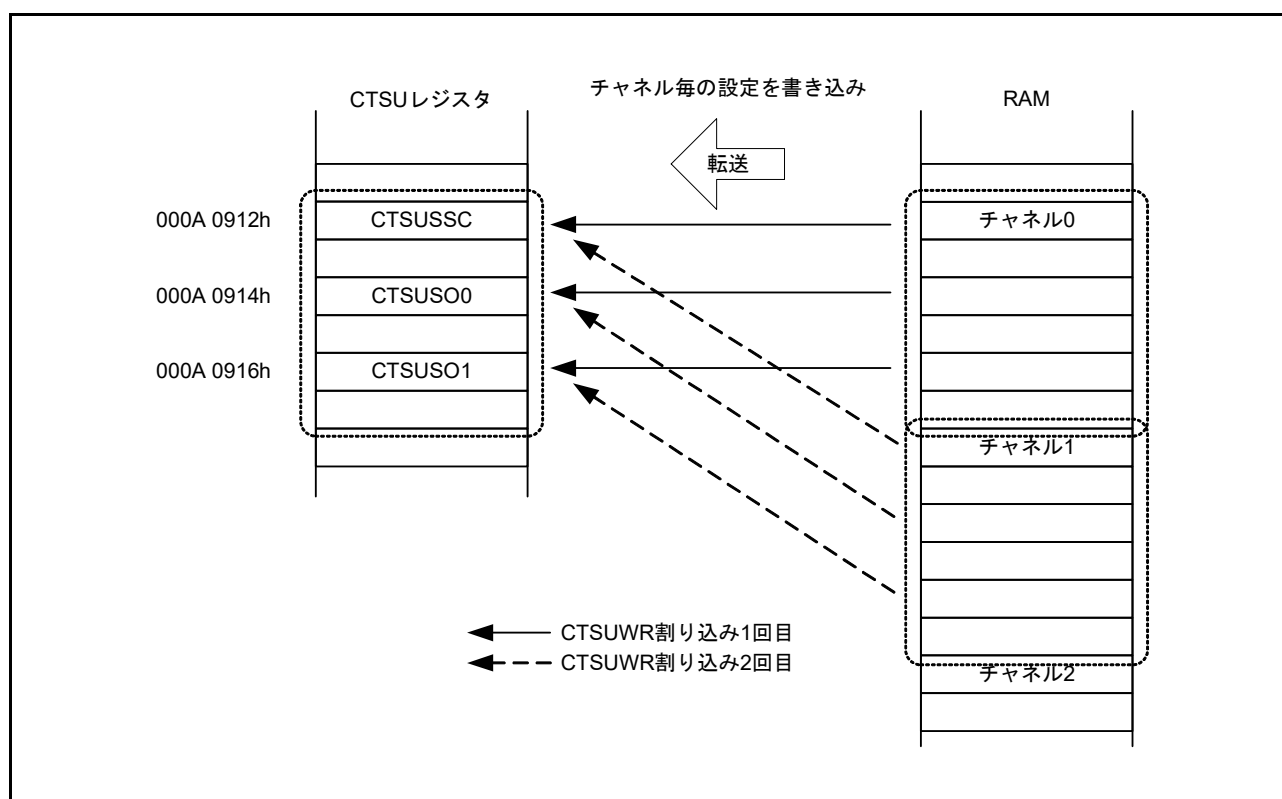 チャネル毎の設定を書き込み
CTSUレジスタ
RAM
転送
000A 0912h
CTSUSSC
チャネル0
000A 0914h
CTSUSO0
000A 0916h
CTSUSO1
チャネル1
CTSUWR割り込み1回目
CTSUWR割り込み2回目
チャネル2